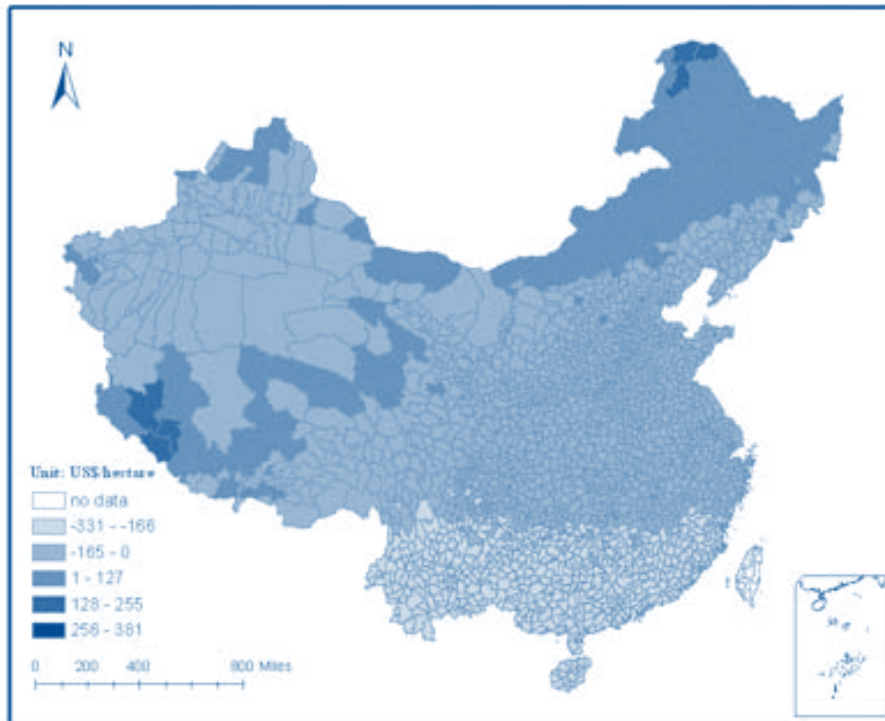 N
Unit: US$/hectare
no data
-331 - -166
-165 - 0
1 - 127
128 - 255
256 - 381
0 200 400 800 Miles